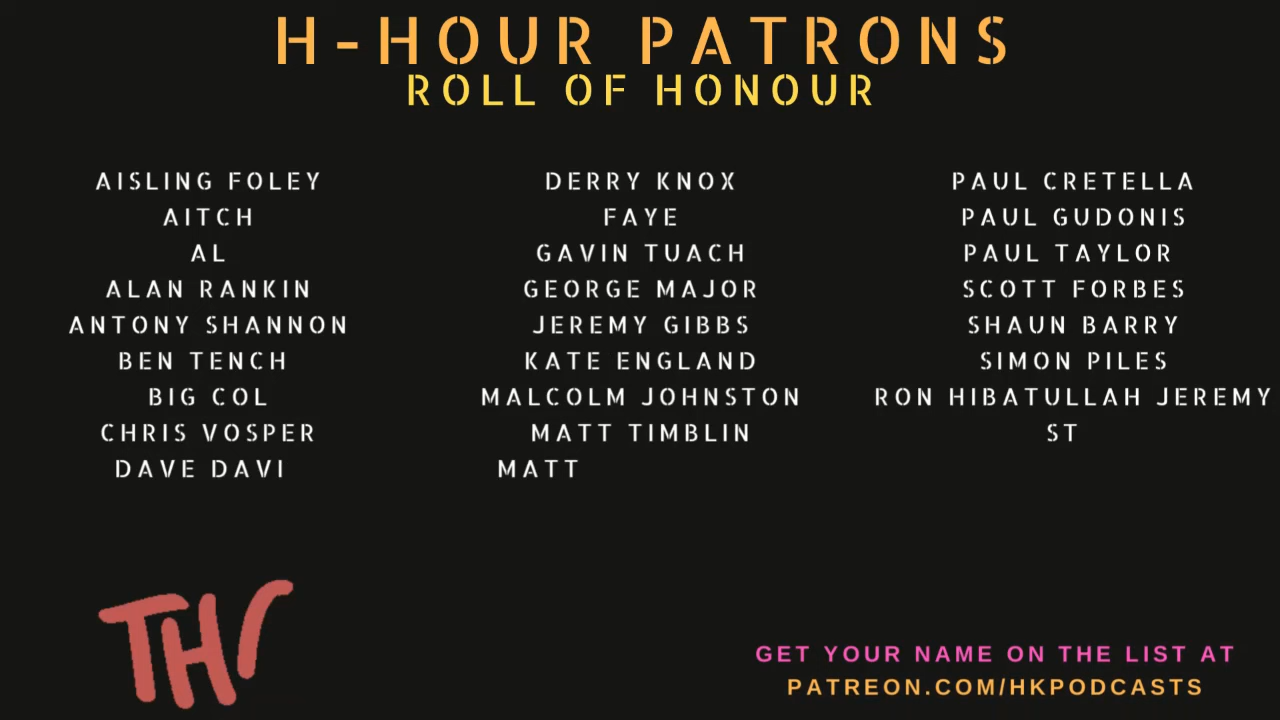 H-HOUR PATRONS
ROLL OF HONOUR
AISLING FOLEY
AITCH
AL
ALAN RANKIN
ANTONY SHANNON
BEN TENCH
BIG COL
CHRIS VOSPER
DAVE DAVI
DERRY KNOX
FAYE
GAVIN TUACH
GEORGE MAJOR
JEREMY GIBBS
KATE ENGLAND
MALCOLM JOHNSTON
MATT TIMBLIN
MATT
PAUL CRETELLA
PAUL GUDONIS
PAUL TAYLOR
SCOTT FORBES
SHAUN BARRY
SIMON PILES
RON HIBATULLAH JEREMY
ST
GET YOUR NAME ON THE LIST AT
PATREON.COM/HKPODCASTS